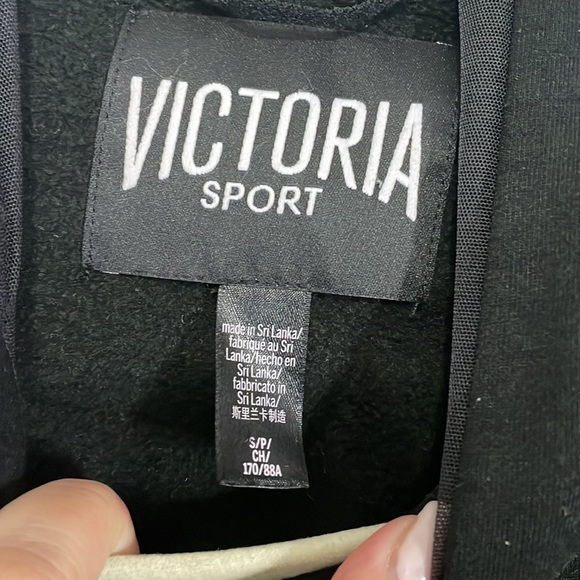 VICTORIA
SPORT
made in Sri Lanka/
fabriqué au Sri
Lanka/hecho en
Sri Lanka/
fabbricato in
Sri Lanka/
斯里兰卡制造
S/P/
CH/
170/88A